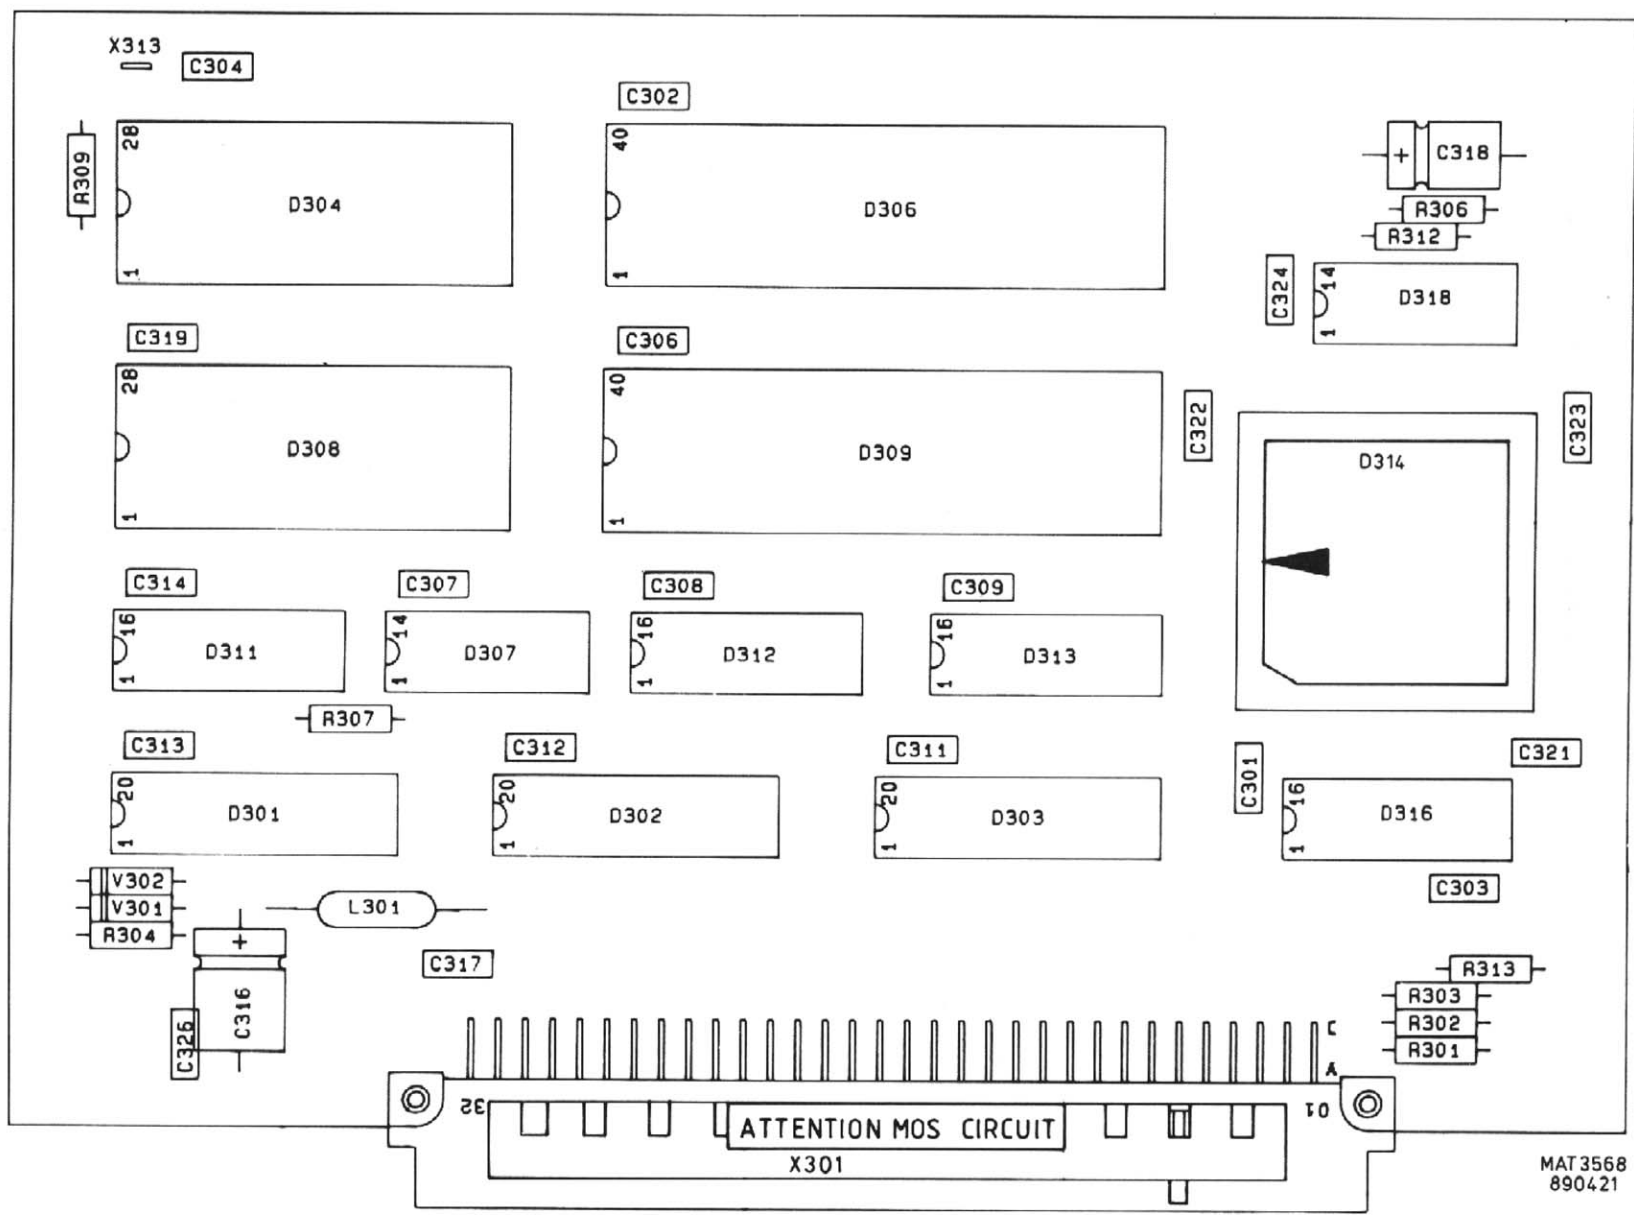 X313
C304
C302
28
R309
D304
1
40
D306
1
+ C318
R306
R312
C324
14
D318
1
C319
C306
28
D308
1
40
D309
1
C322
C323
D314
C314
C307
C308
C309
16
D311
1
14
D307
1
16
D312
1
16
D313
1
R307
C313
C312
C311
C301
C321
20
D301
1
20
D302
1
20
D303
1
16
D316
1
V302
V301
R304
L301
C303
+
C316
C326
C317
R313
R303
R302
R301
C
A
32
01
ATTENTION MOS CIRCUIT
X301
MAT3568
890421